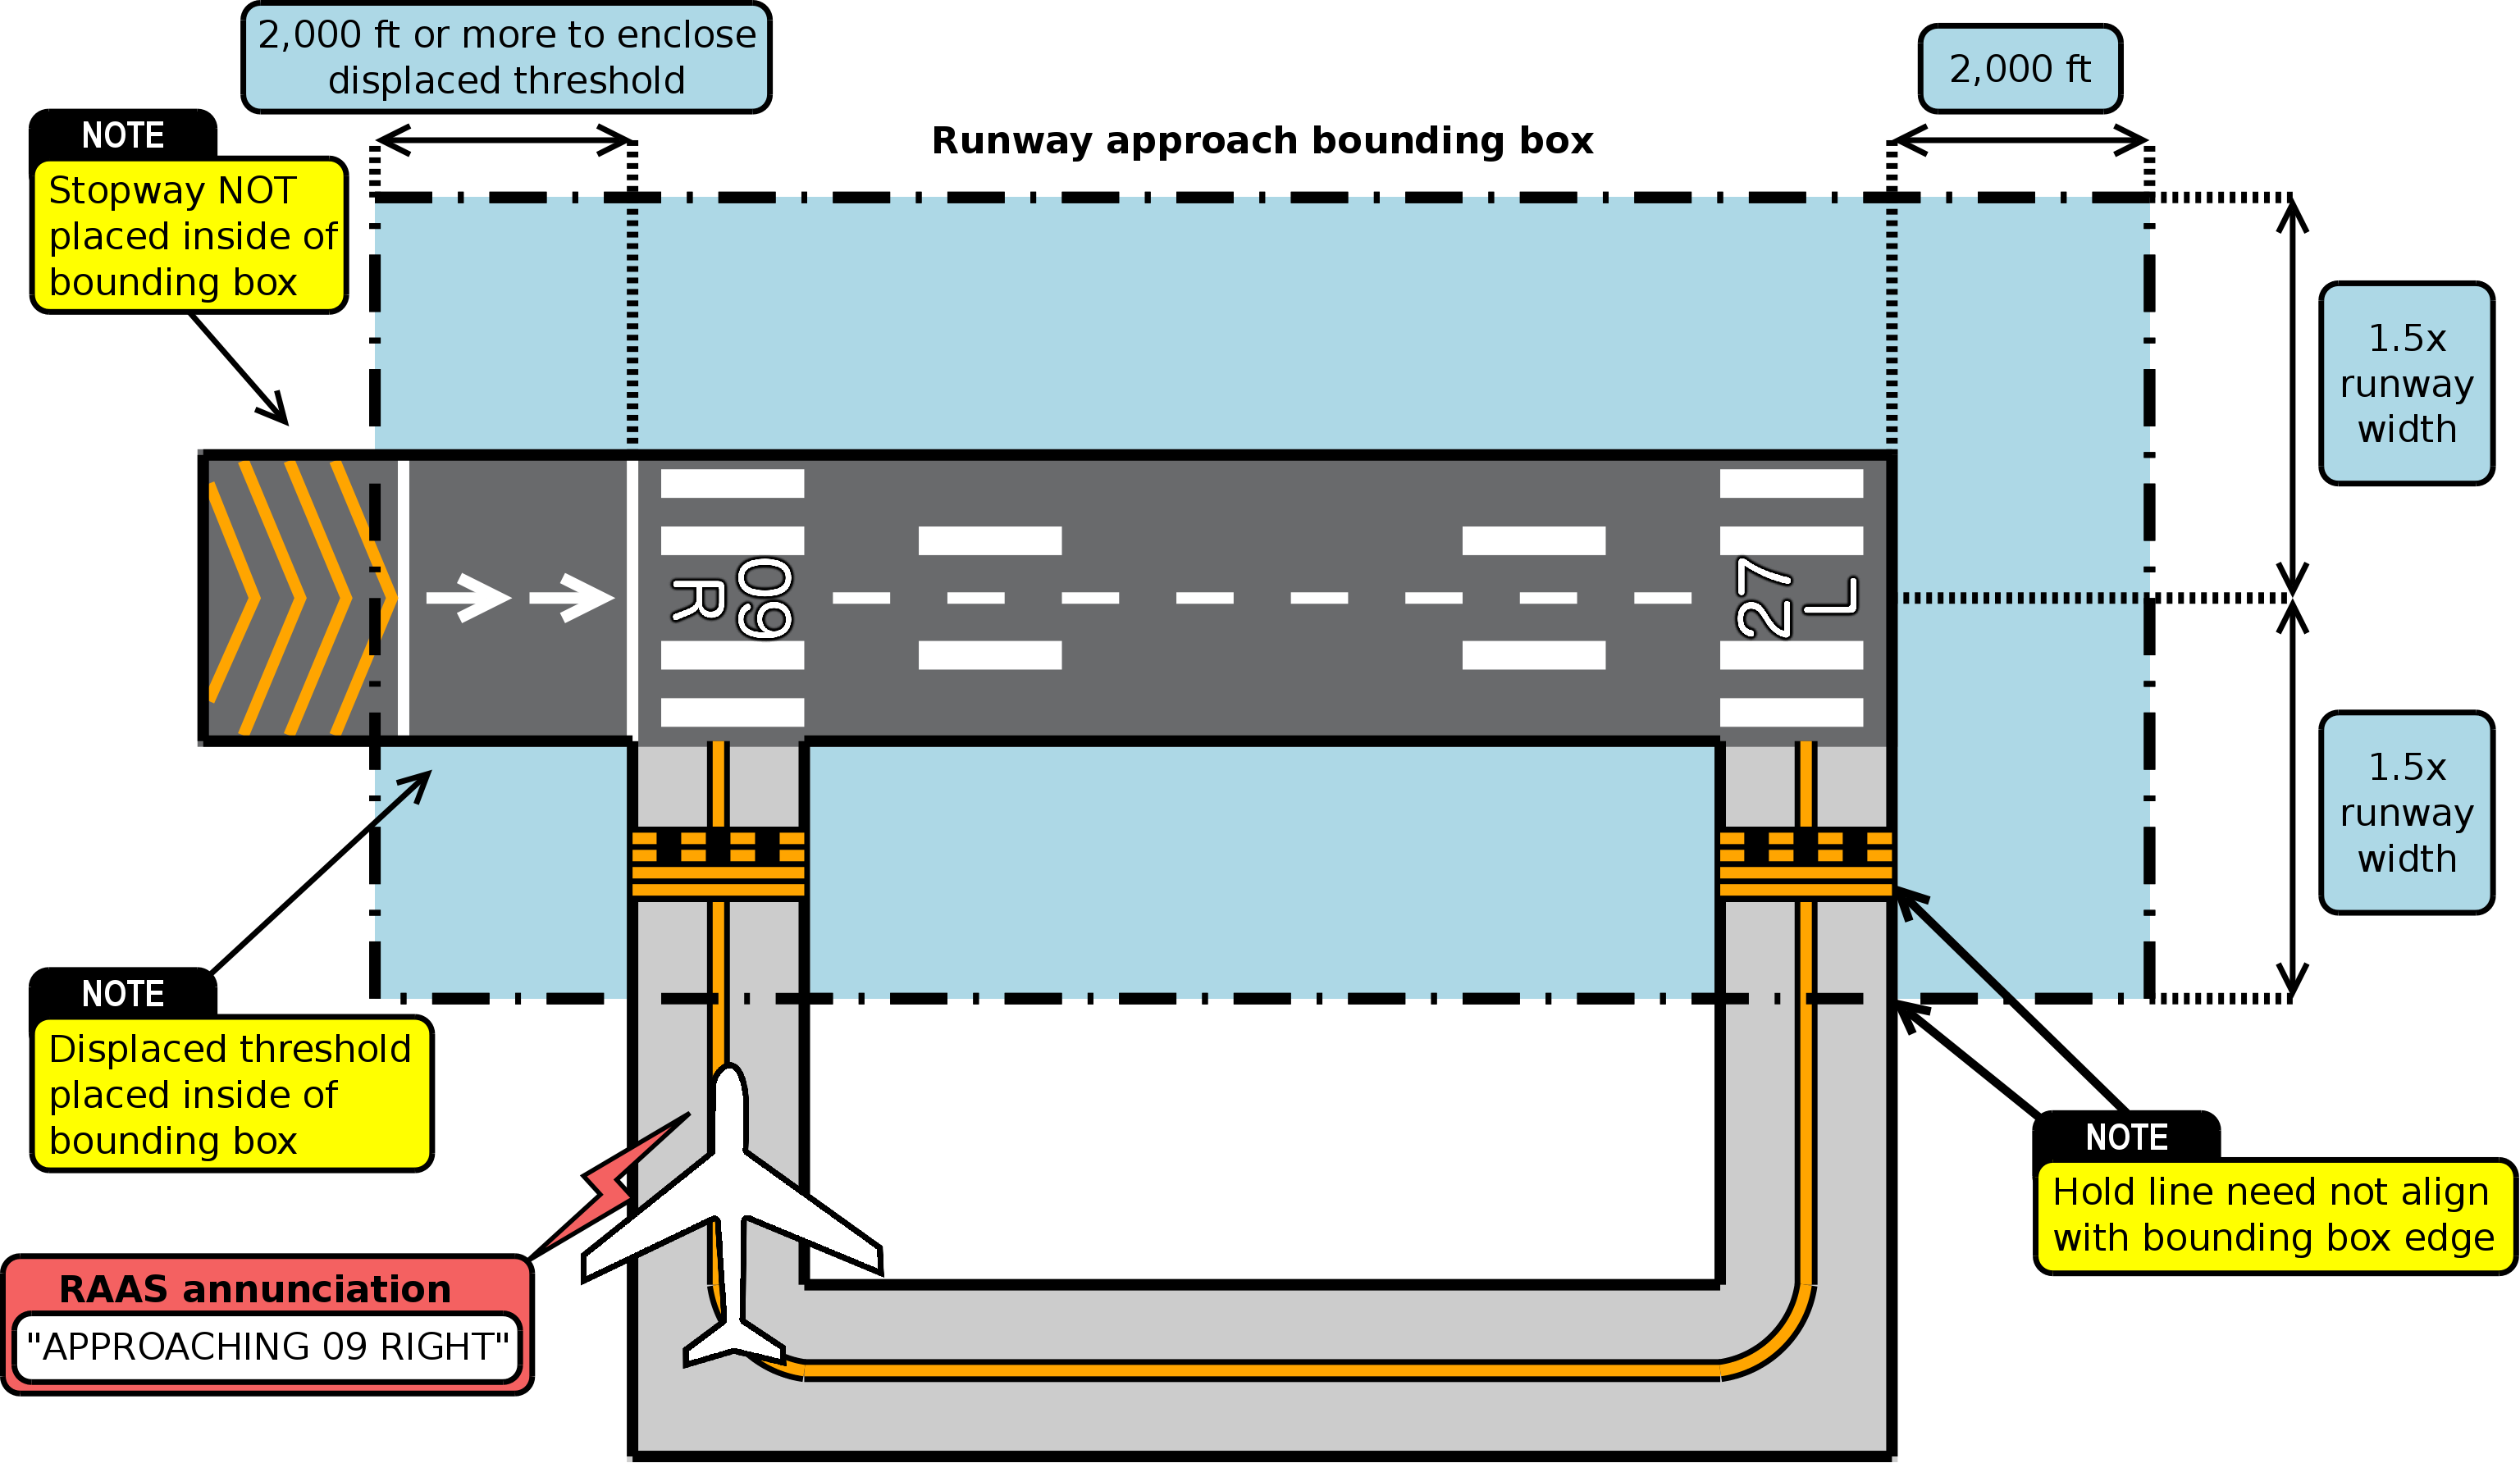 2,000 ft or more to enclose
displaced threshold
2,000 ft
Runway approach bounding box
NOTE
Stopway NOT
placed inside of
bounding box
1.5x
runway
width
09
R
27
L
1.5x
runway
width
NOTE
Displaced threshold
placed inside of
bounding box
NOTE
Hold line need not align
with bounding box edge
RAAS annunciation
"APPROACHING 09 RIGHT"